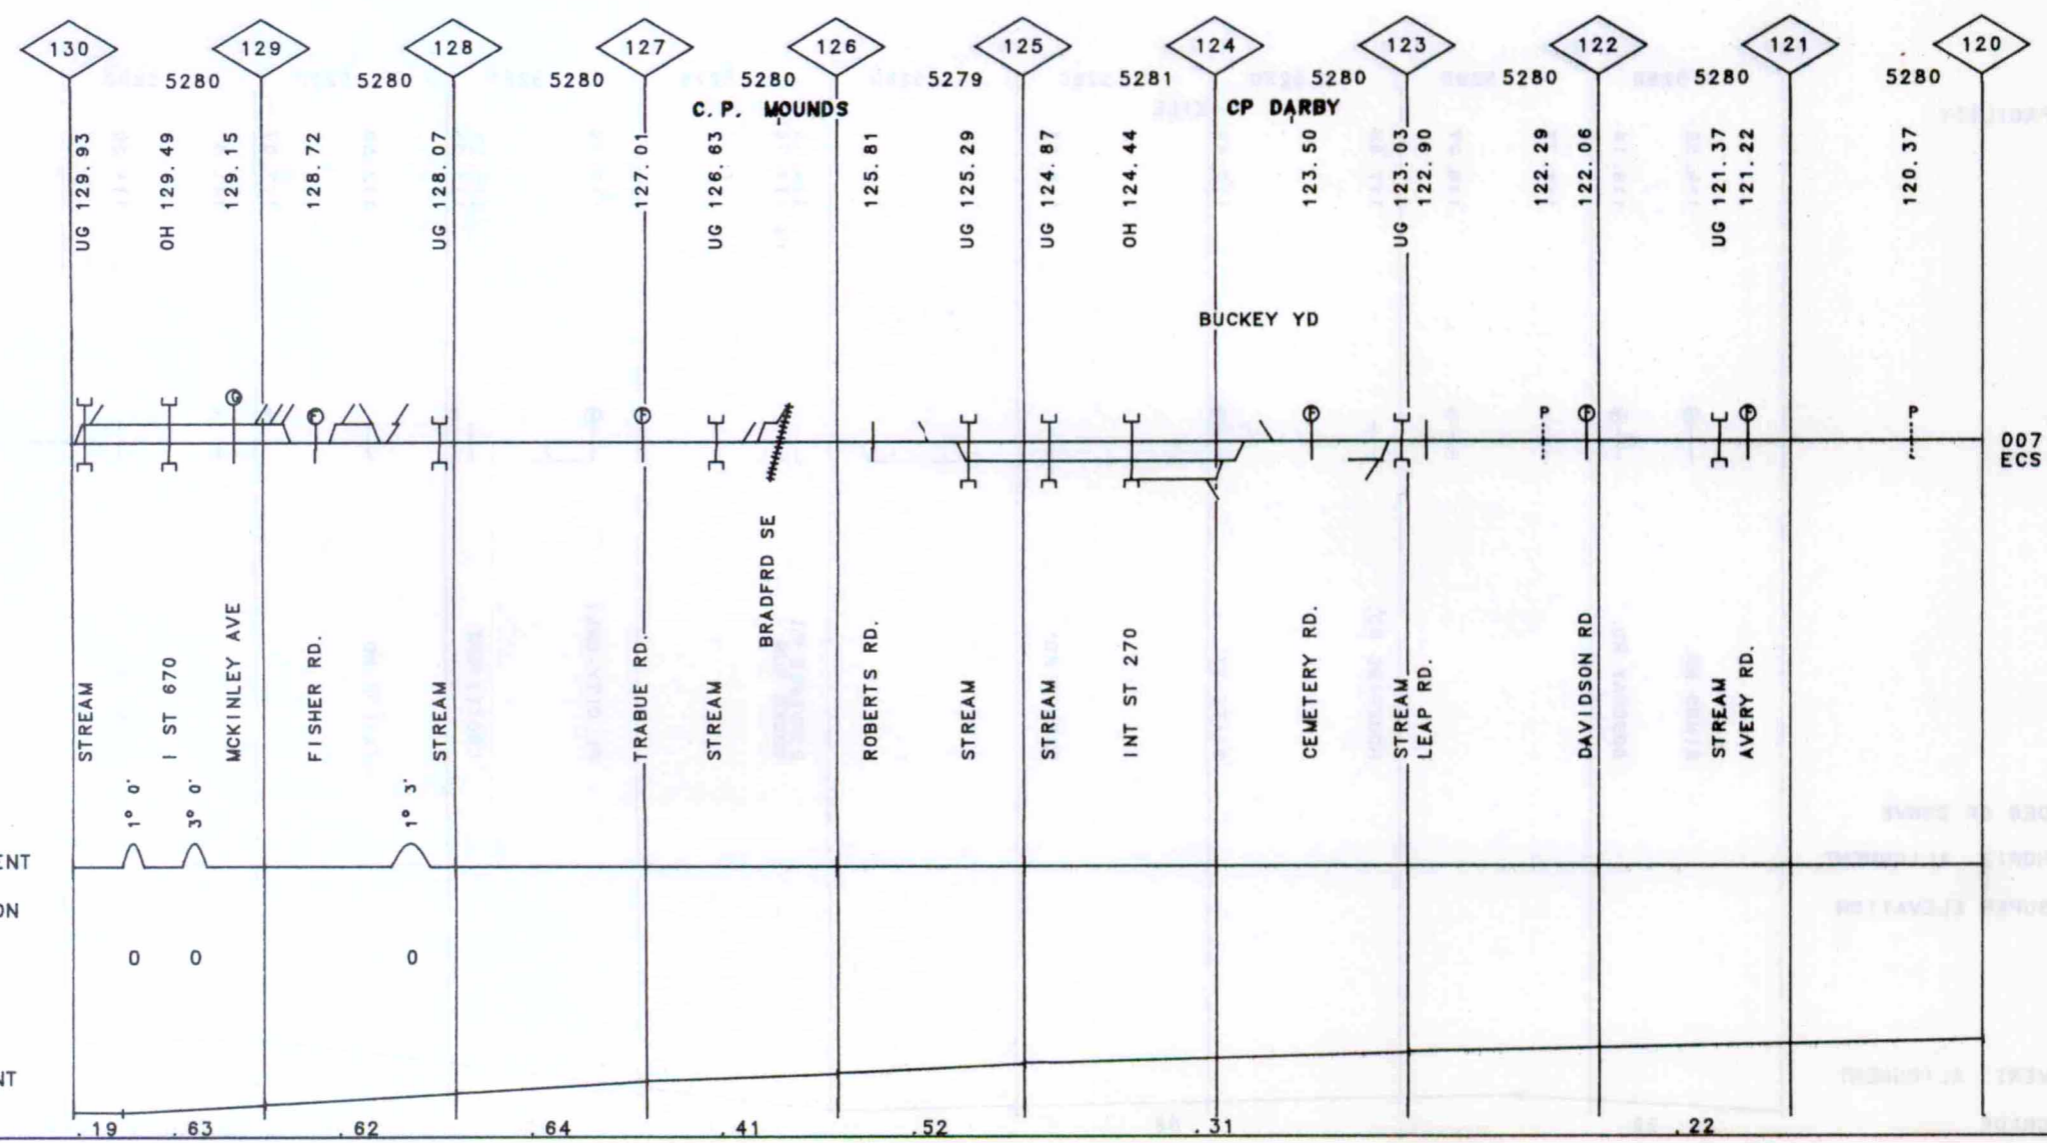 130 129 128 127 126 125 124 123 122 121 120
5280 5280 5280 5280 5279 5281 5280 5280 5280 5280
C.P. MOUNDS
CP DARBY
UG 129.93
OH 129.49
129.15
128.72
UG 128.07
127.01
UG 126.63
125.81
UG 125.29
UG 124.87
OH 124.44
123.50
UG 123.03
122.90
122.29
122.06
UG 121.37
121.22
120.37
BUCKEY YD
G
F
F
F
P
F
F
P
007
ECS
STREAM
I ST 670
MCKINLEY AVE
FISHER RD.
STREAM
TRABUE RD.
STREAM
BRADFRD SE
ROBERTS RD.
STREAM
STREAM
INT ST 270
CEMETERY RD.
STREAM
LEAP RD.
DAVIDSON RD
STREAM
AVERY RD.
1° 0'
3° 0'
1° 3'
ENT
ON
0 0 0
NT
.19 .63 .62 .64 .41 .52 .31 .22